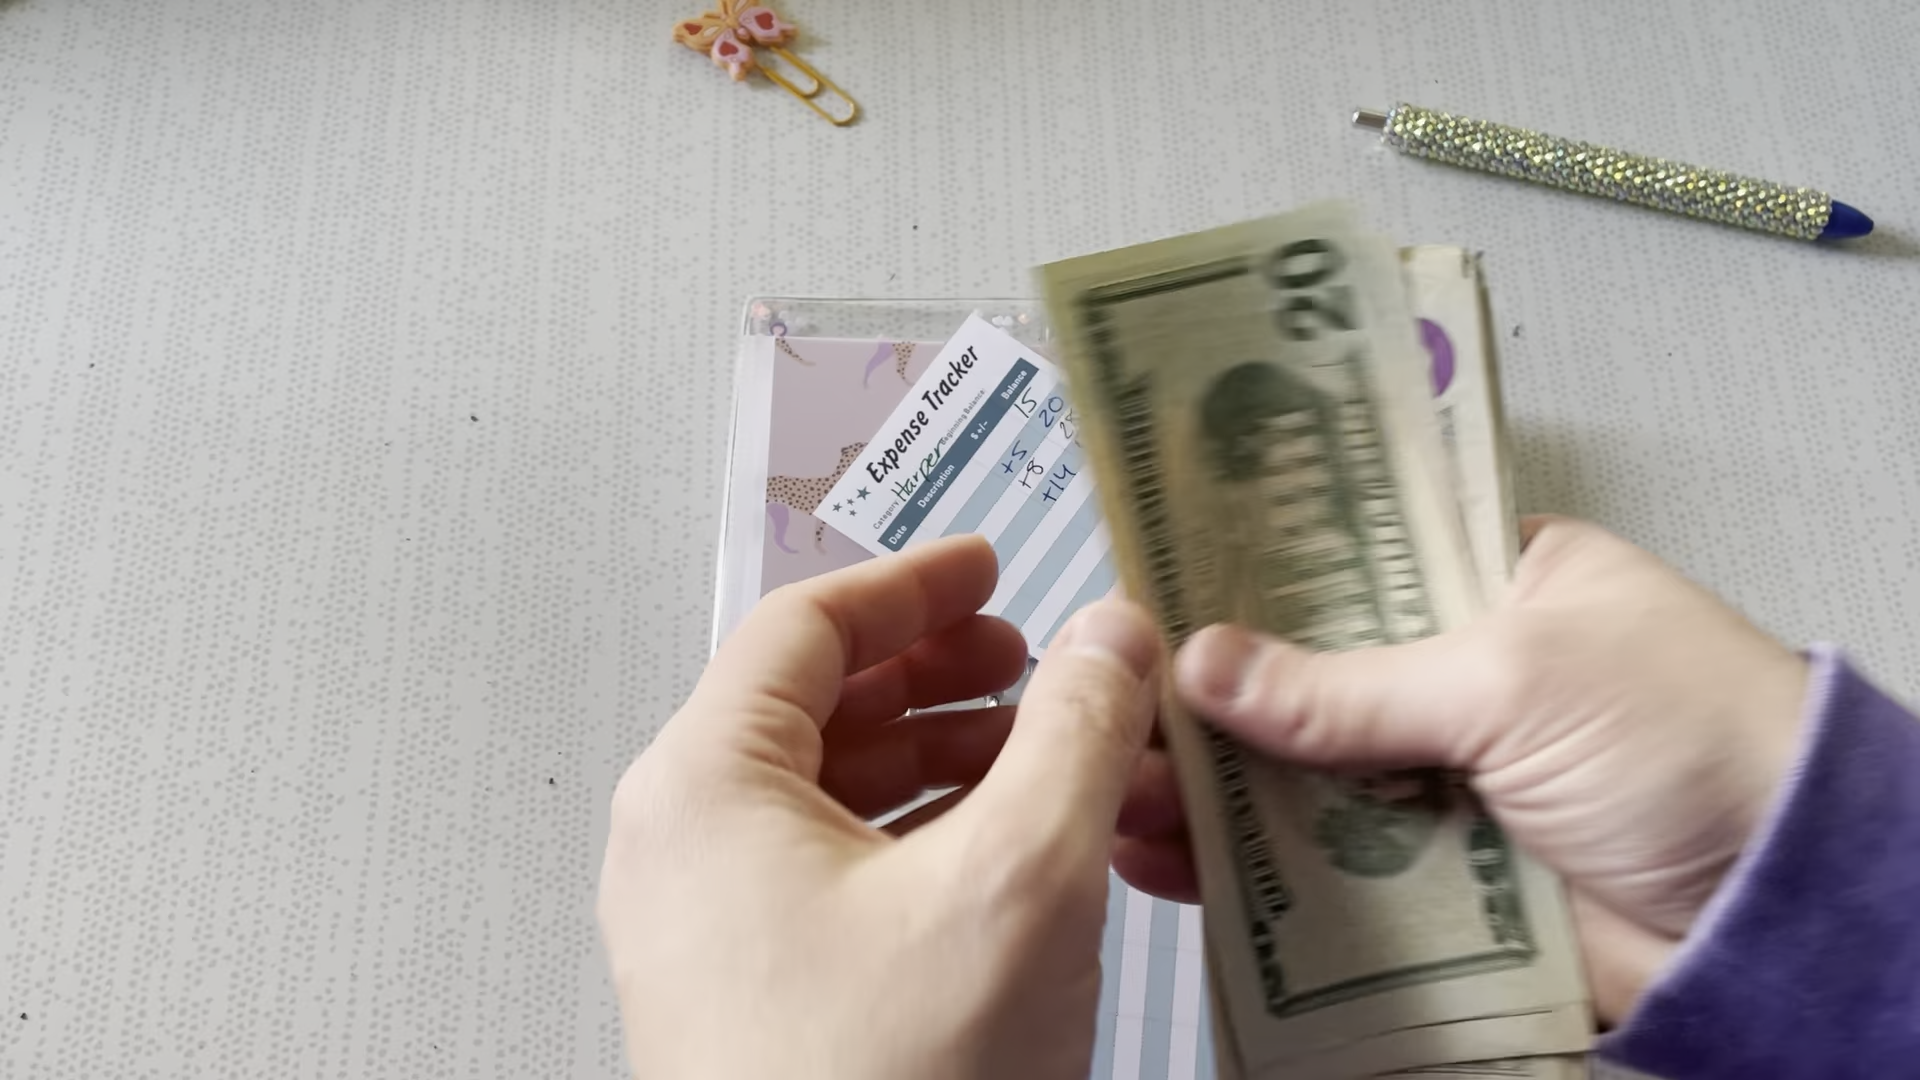 Expense Tracker
Category: Harper
Beginning Balance:
Date Description $ +/- Balance
15
+5 20
+8
+14
20